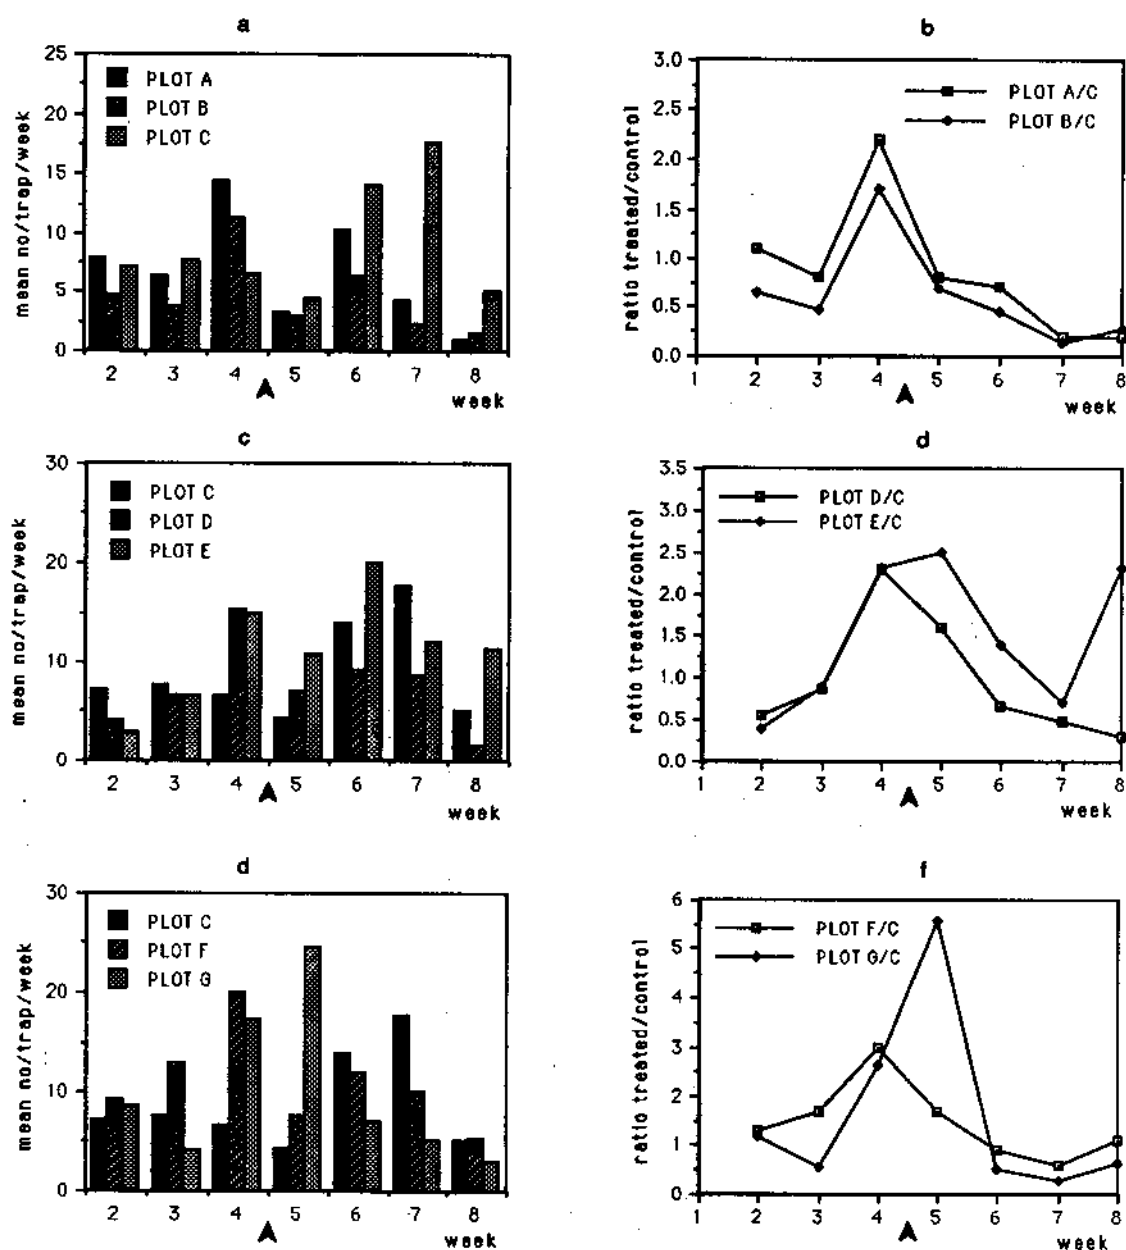 a
mean no/trap/week
25
20
15
10
5
0
PLOT A
PLOT B
PLOT C
2 3 4 5 6 7 8
week
b
ratio treated/control
3.0
2.5
2.0
1.5
1.0
0.5
0.0
PLOT A/C
PLOT B/C
1 2 3 4 5 6 7 8
week
c
mean no/trap/week
30
20
10
0
PLOT C
PLOT D
PLOT E
2 3 4 5 6 7 8
week
d
ratio treated/control
3.5
3.0
2.5
2.0
1.5
1.0
0.5
0.0
PLOT D/C
PLOT E/C
1 2 3 4 5 6 7 8
week
d
mean no/trap/week
30
20
10
0
PLOT C
PLOT F
PLOT G
2 3 4 5 6 7 8
week
f
ratio treated/control
6
5
4
3
2
1
0
PLOT F/C
PLOT G/C
1 2 3 4 5 6 7 8
week